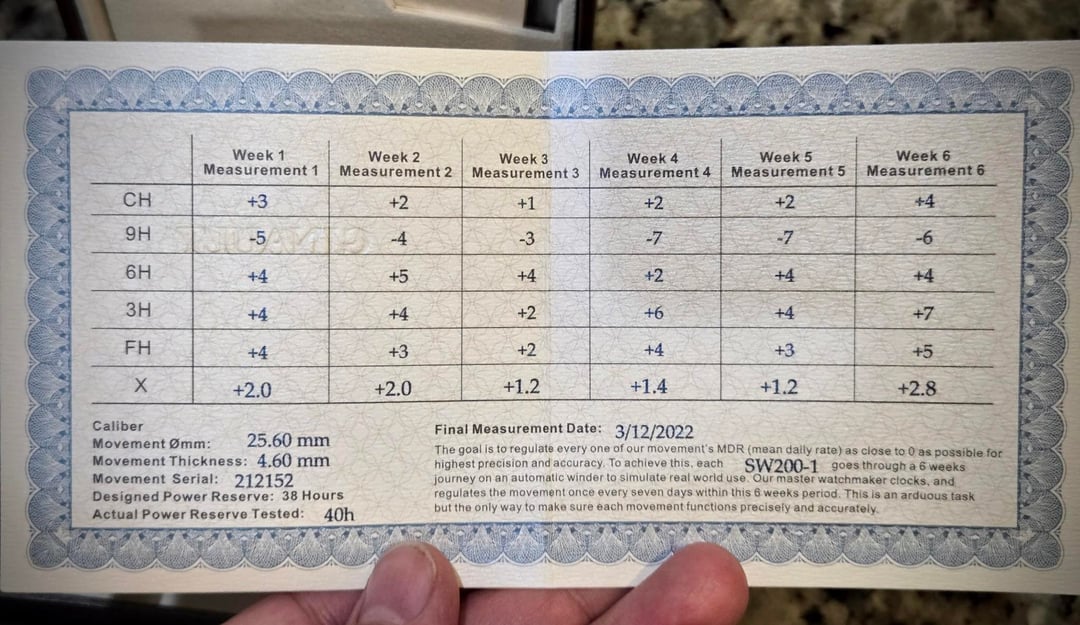 Week 1 Week 2 Week 3 Week 4 Week 5 Week 6
Measurement 1 Measurement 2 Measurement 3 Measurement 4 Measurement 5 Measurement 6
CH +3 +2 +1 +2 +2 +4
9H -5 -4 -3 -7 -7 -6
6H +4 +5 +4 +2 +4 +4
3H +4 +4 +2 +6 +4 +7
FH +4 +3 +2 +4 +3 +5
X +2.0 +2.0 +1.2 +1.4 +1.2 +2.8
Caliber
Movement Ømm: 25.60 mm
Movement Thickness: 4.60 mm
Movement Serial: 212152
Designed Power Reserve: 38 Hours
Actual Power Reserve Tested: 40h
Final Measurement Date: 3/12/2022
The goal is to regulate every one of our movement's MDR (mean daily rate) as close to 0 as possible for
highest precision and accuracy. To achieve this, each SW200-1 goes through a 6 weeks
journey on an automatic winder to simulate real world use. Our master watchmaker clocks, and
regulates the movement once every seven days within this 6 weeks period. This is an arduous task
but the only way to make sure each movement functions precisely and accurately.